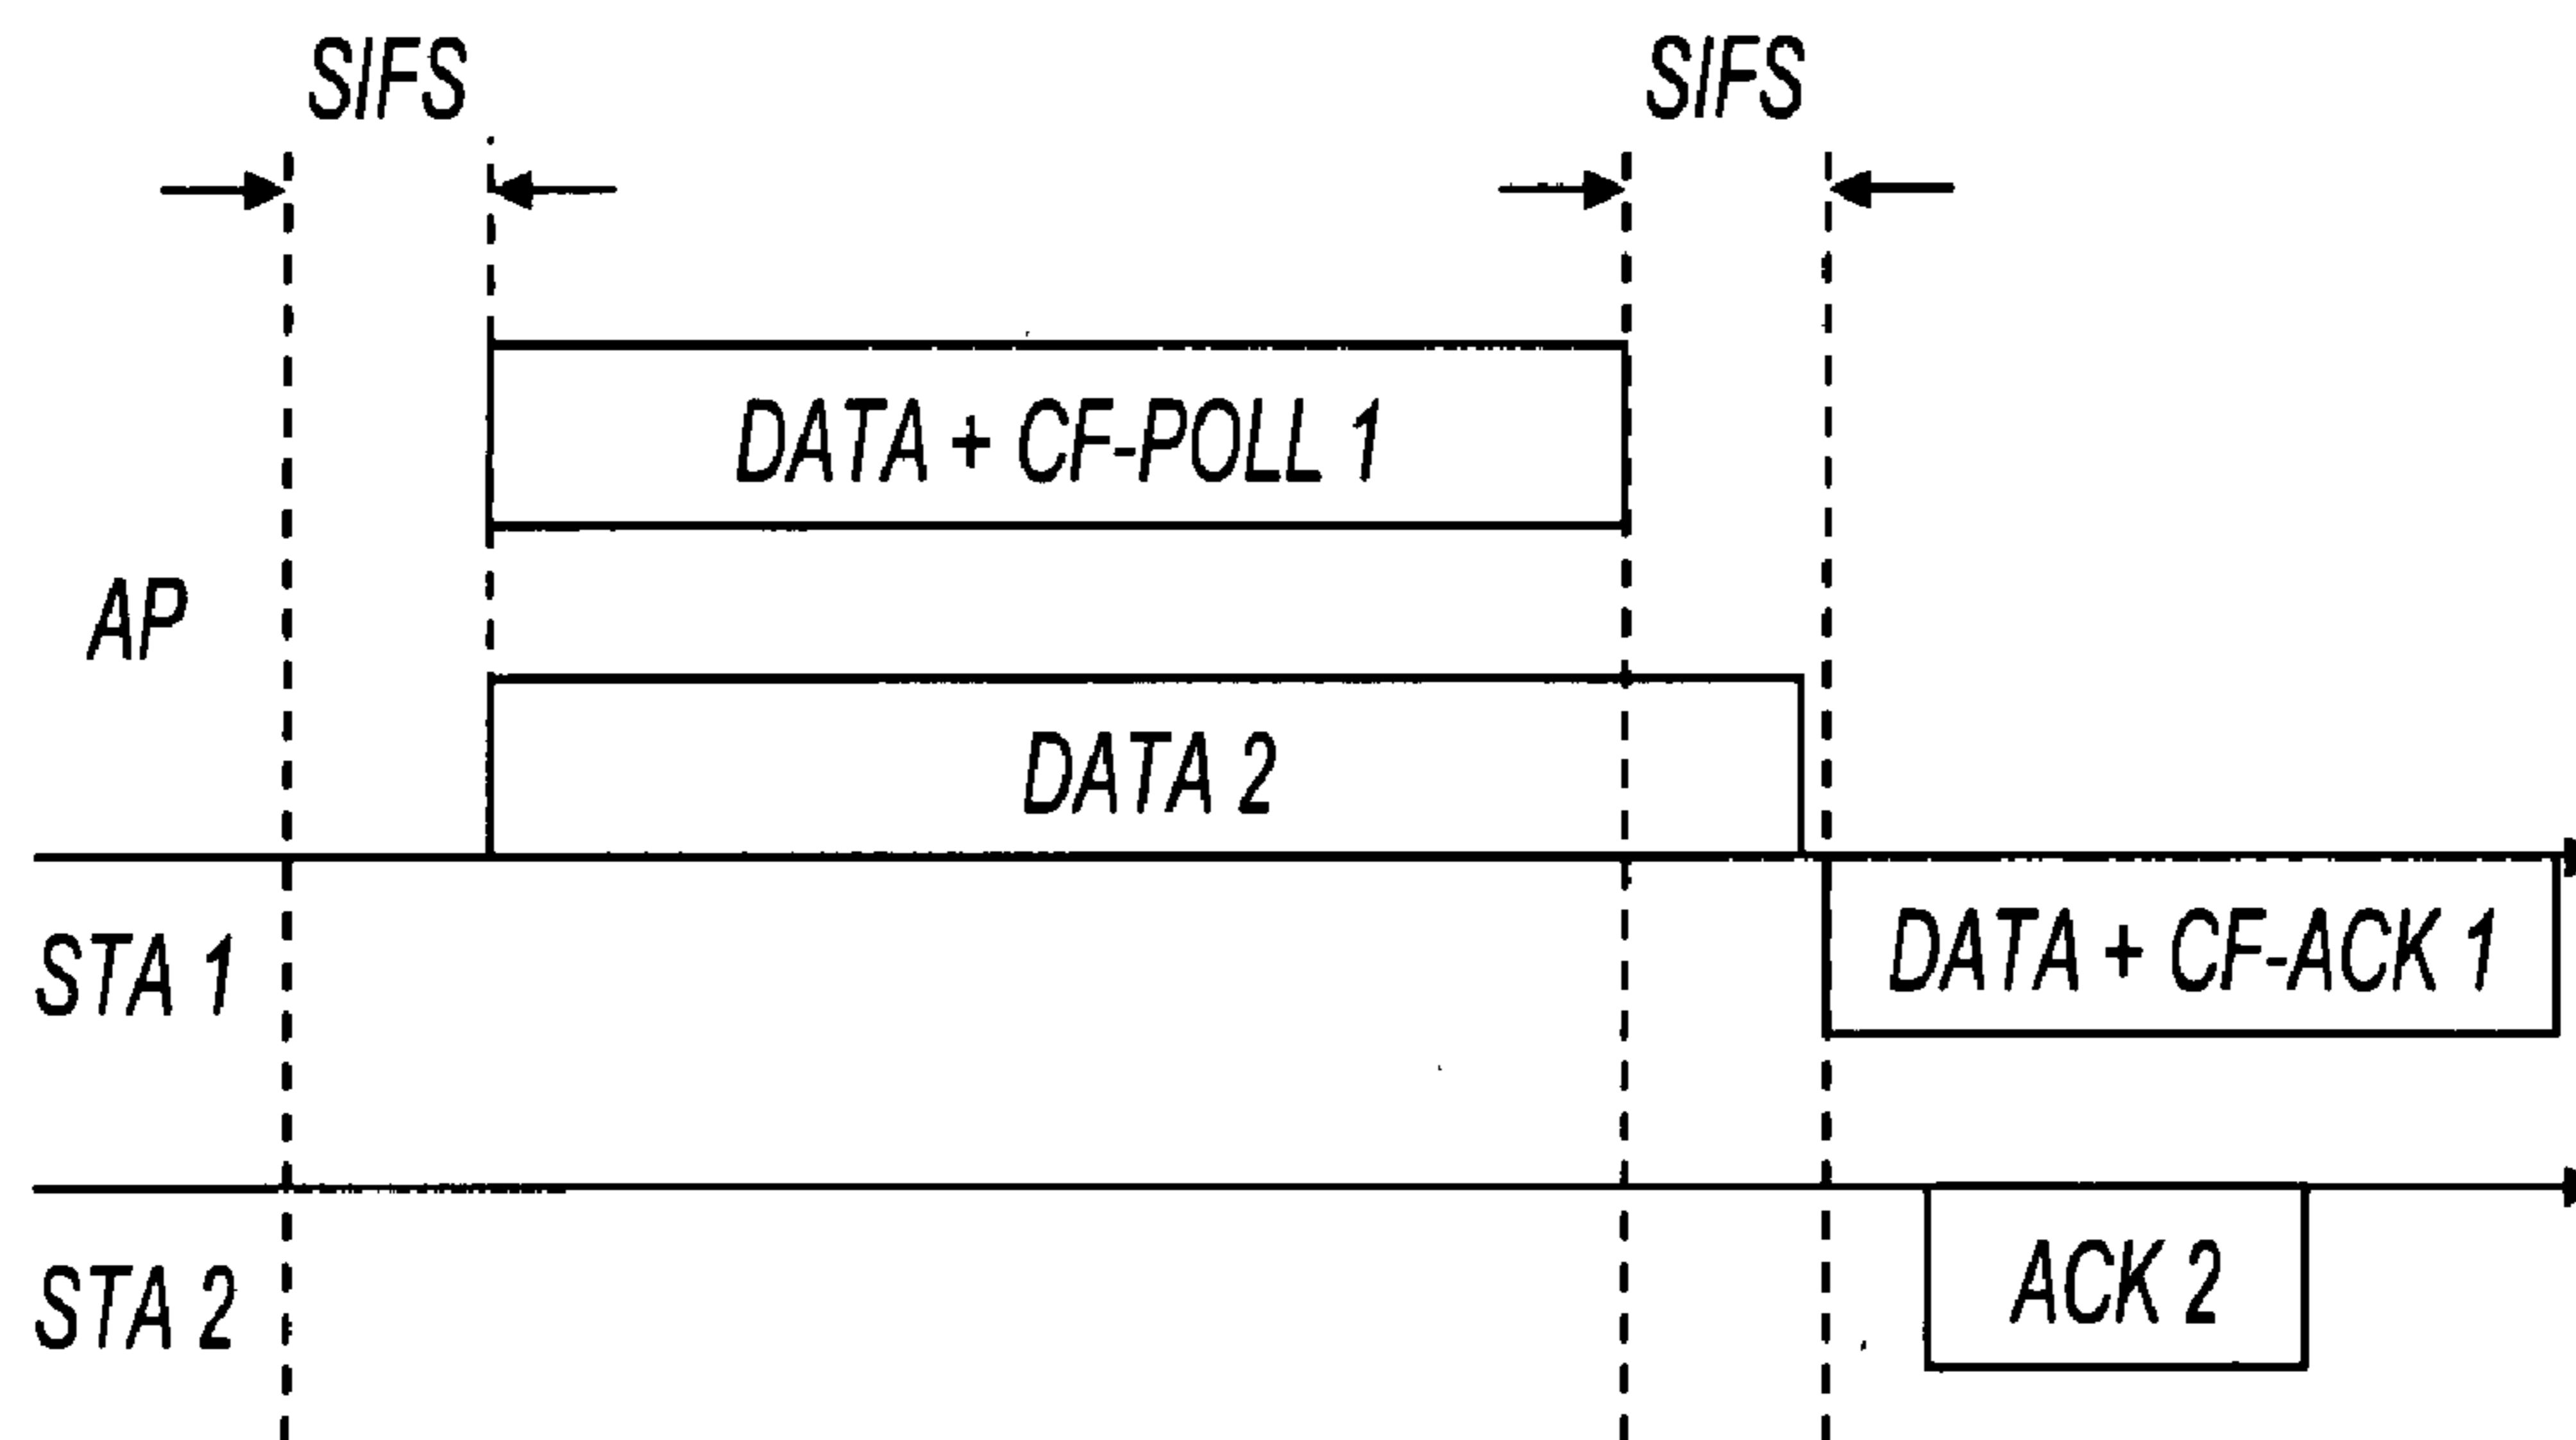 SIFS
SIFS
DATA + CF-POLL 1
AP
DATA 2
STA 1
DATA + CF-ACK 1
STA 2
ACK 2